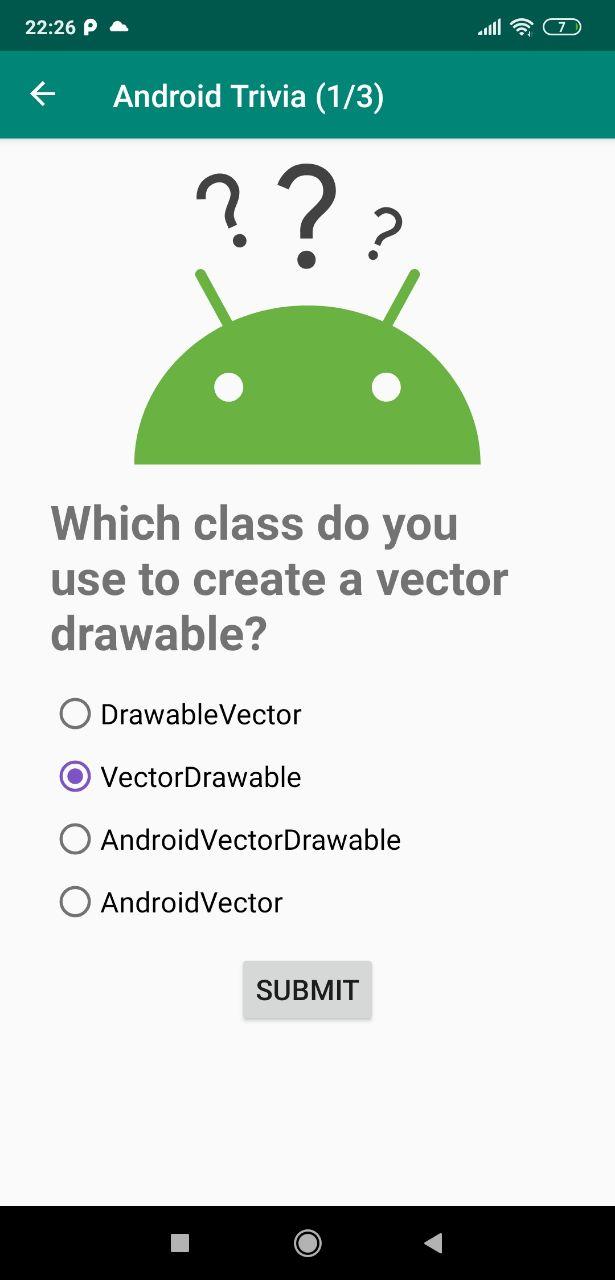 22:26
7
Android Trivia (1/3)
? ? ?
Which class do you
use to create a vector
drawable?
DrawableVector
VectorDrawable
AndroidVectorDrawable
AndroidVector
SUBMIT